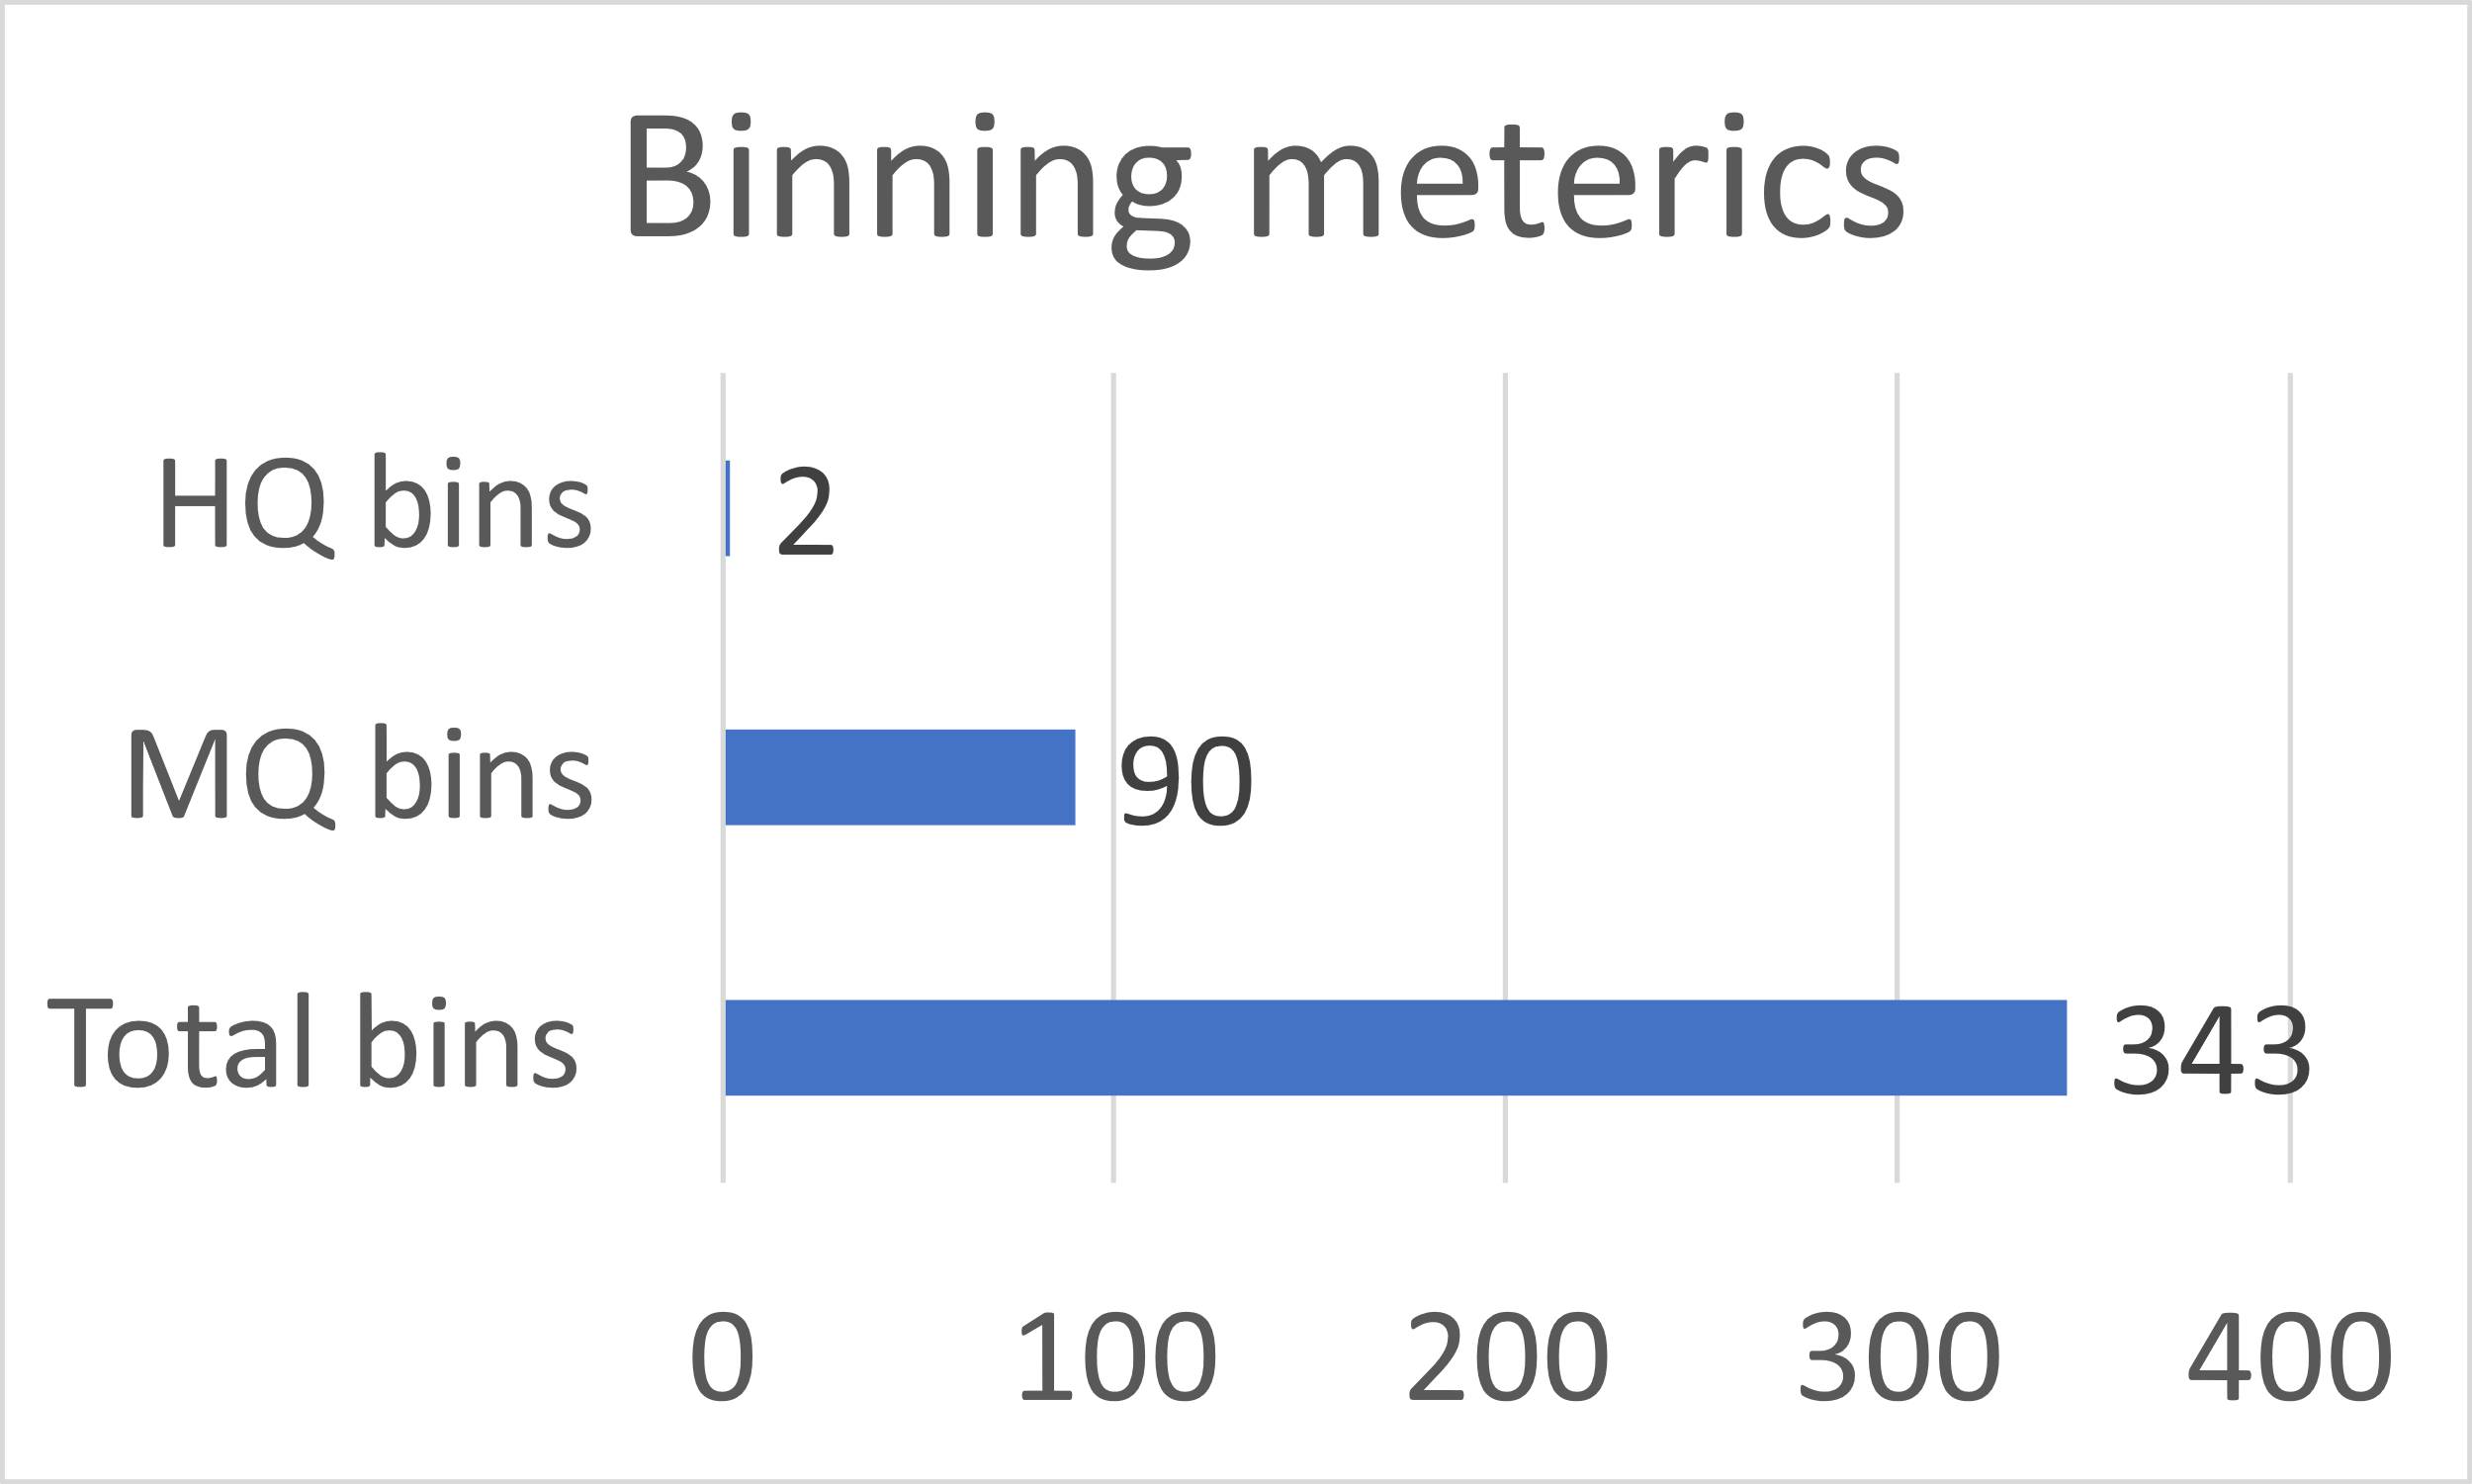 Binning meterics
HQ bins 2
MQ bins 90
Total bins 343
0 100 200 300 400